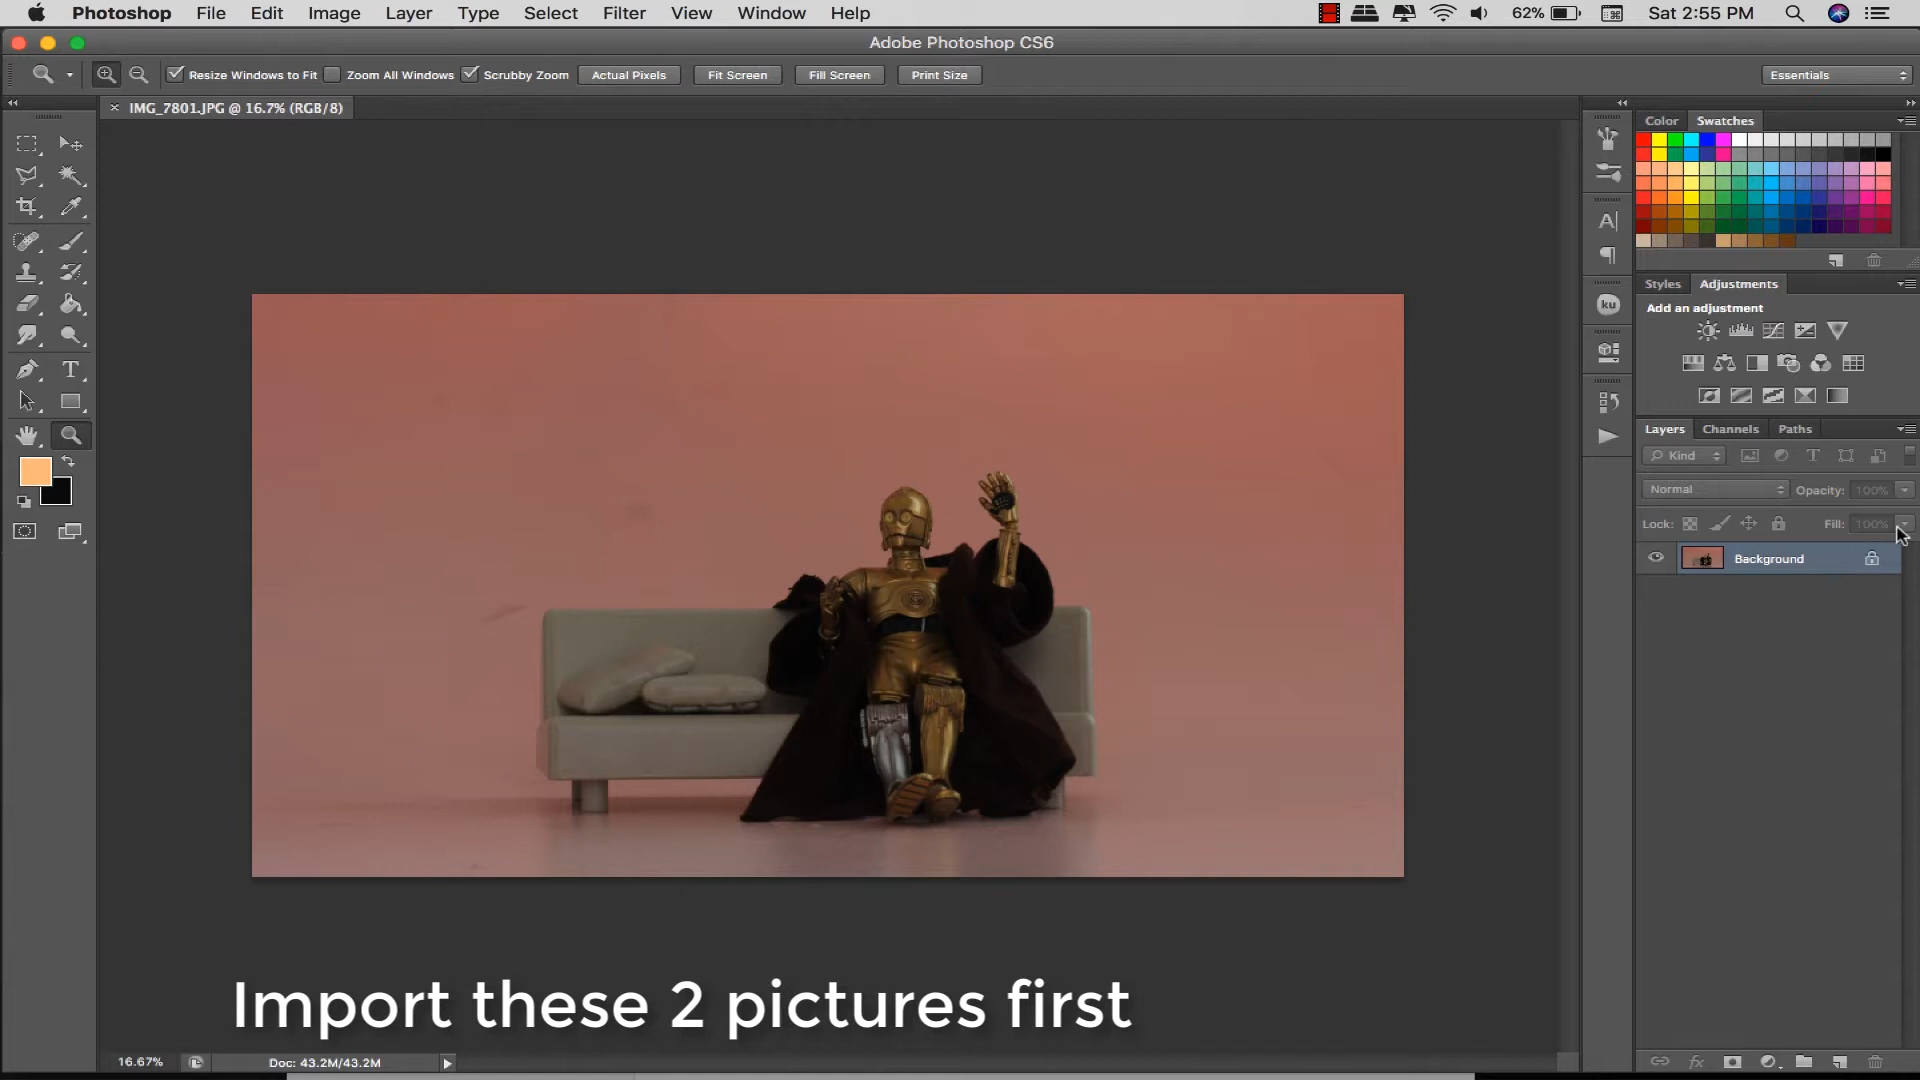 Photoshop File Edit Image Layer Type Select Filter View Window Help 62% Sat 2:55 PM
Adobe Photoshop CS6
Resize Windows to Fit Zoom All Windows Scrubby Zoom Actual Pixels Fit Screen Fill Screen Print Size Essentials
IMG_7801.JPG @ 16.7% (RGB/8)
Color Swatches
Styles Adjustments
Add an adjustment
ku
Layers Channels Paths
Kind
Normal Opacity: 100%
Lock: Fill: 100%
Background
Import these 2 pictures first
16.67% Doc: 43.2M/43.2M
fx